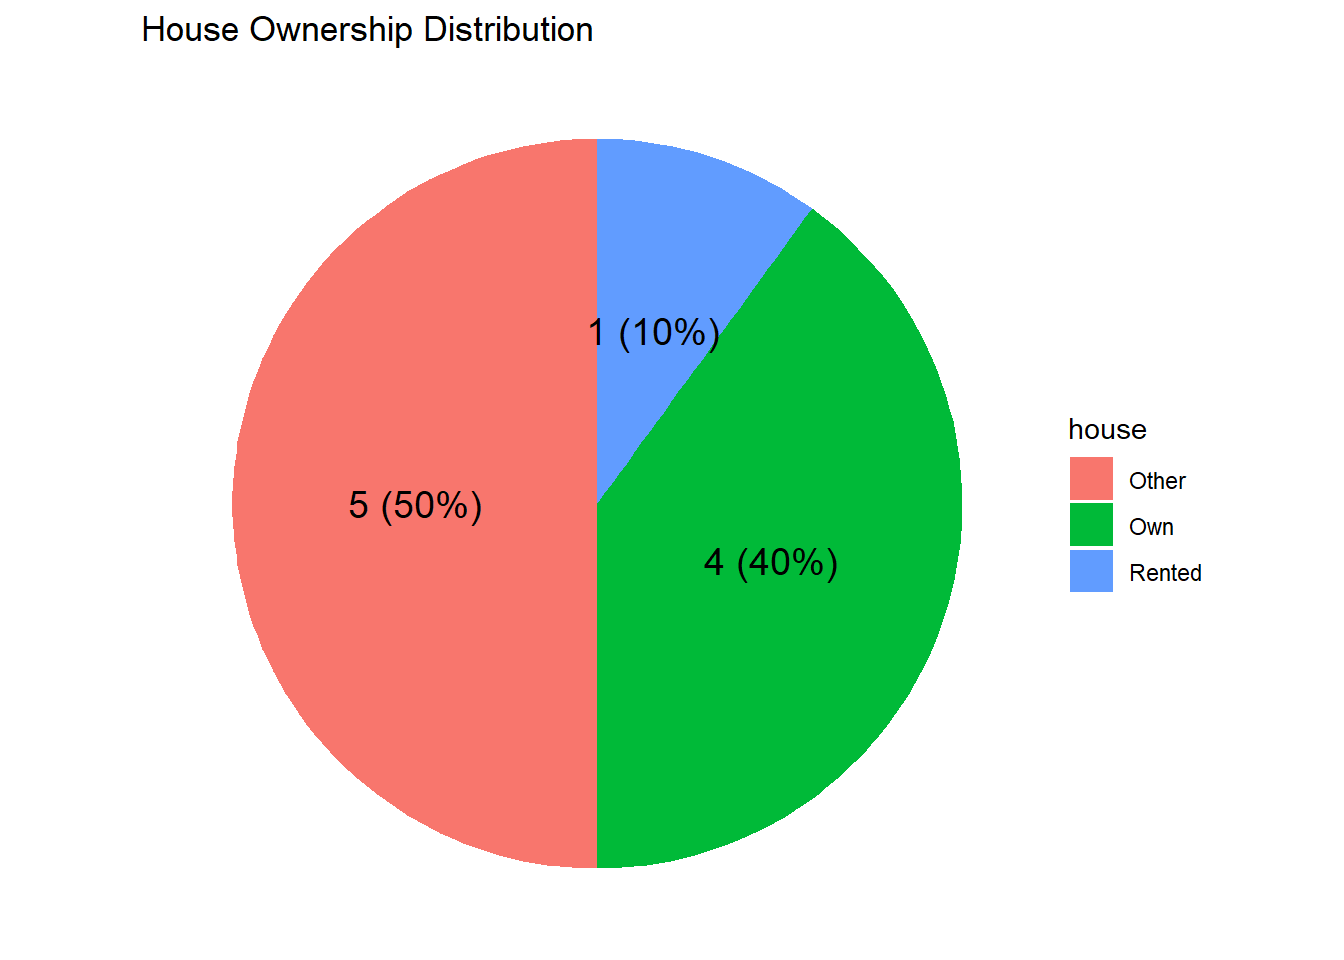 House Ownership Distribution
1 (10%)
5 (50%)
4 (40%)
house
Other
Own
Rented